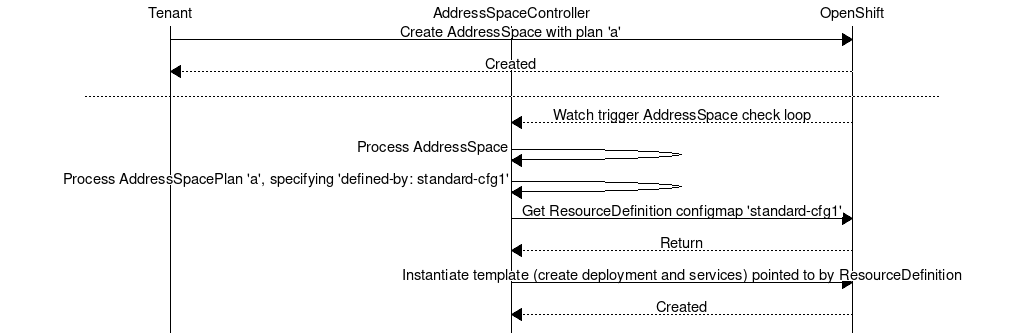 Tenant
AddressSpaceController
OpenShift
Create AddressSpace with plan 'a'
Created
Watch trigger AddressSpace check loop
Process AddressSpace
Process AddressSpacePlan 'a', specifying 'defined-by: standard-cfg1'
Get ResourceDefinition configmap 'standard-cfg1'
Return
Instantiate template (create deployment and services) pointed to by ResourceDefinition
Created